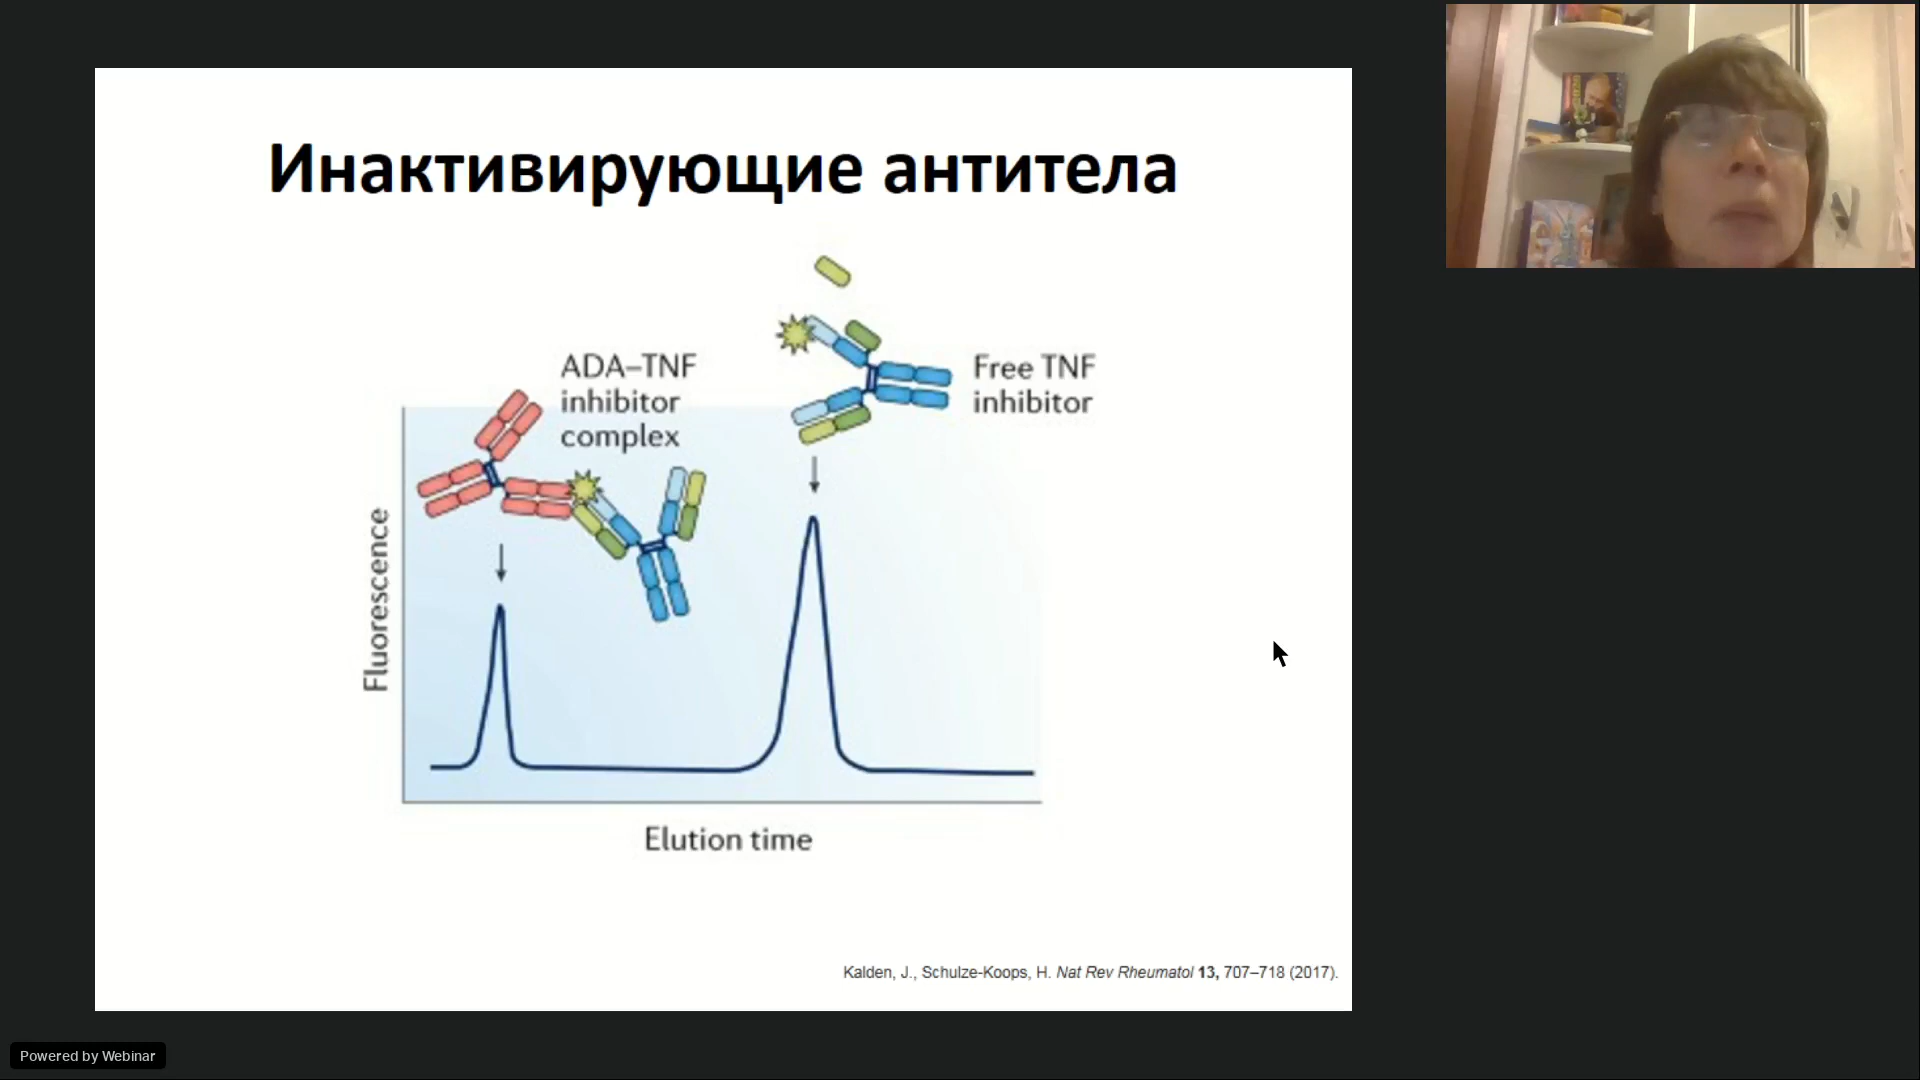 Инактивирующие антитела
ADA–TNF
inhibitor
complex
Free TNF
inhibitor
Fluorescence
Elution time
Kalden, J., Schulze-Koops, H. Nat Rev Rheumatol 13, 707–718 (2017).
Powered by Webinar